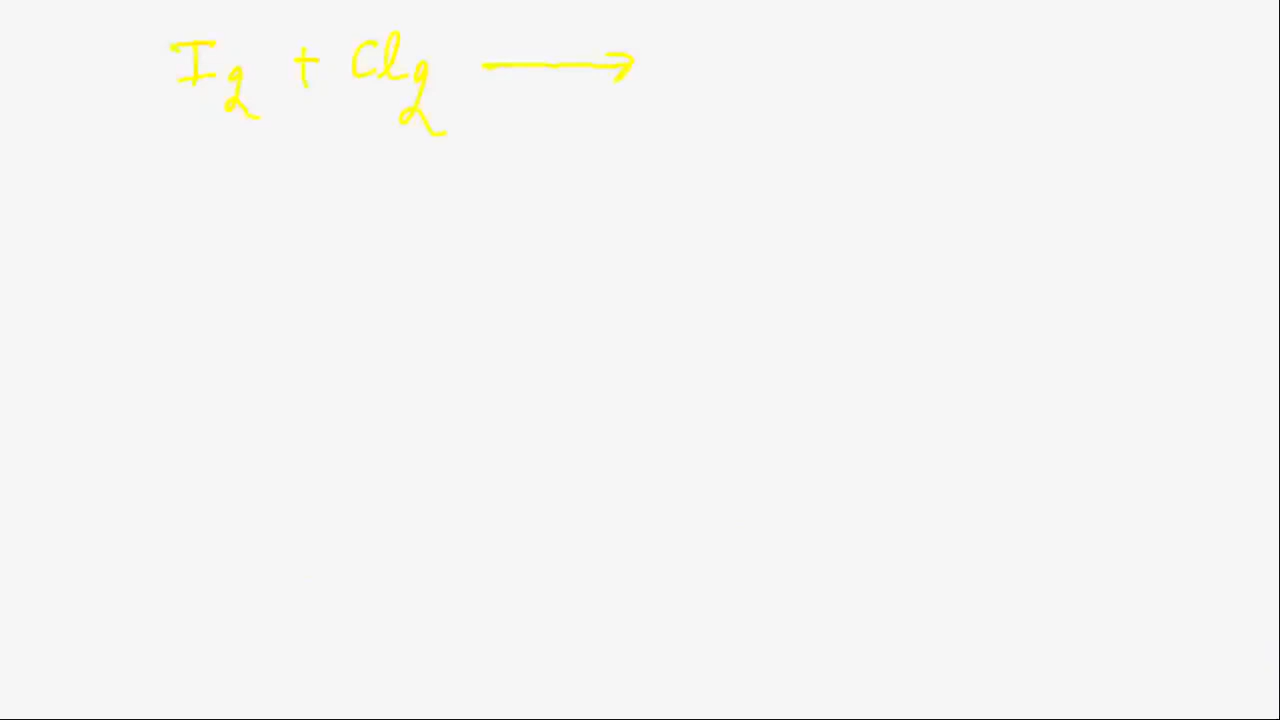 I₂ + Cl₂ ⟶